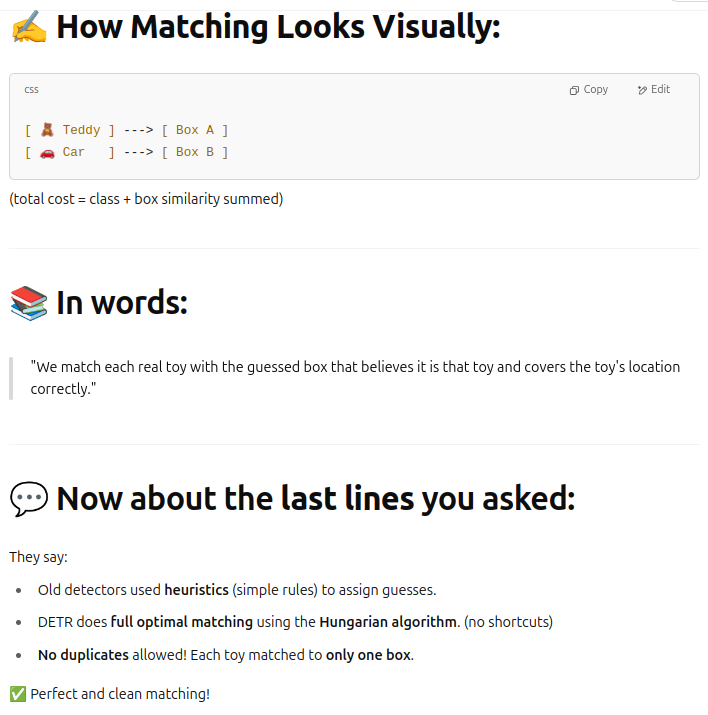 ✍️ How Matching Looks Visually:
css Copy Edit
[ 🧸 Teddy ] ---> [ Box A ]
[ 🚗 Car   ] ---> [ Box B ]
(total cost = class + box similarity summed)
📚 In words:
"We match each real toy with the guessed box that believes it is that toy and covers the toy's location
correctly."
💬 Now about the last lines you asked:
They say:
• Old detectors used heuristics (simple rules) to assign guesses.
• DETR does full optimal matching using the Hungarian algorithm. (no shortcuts)
• No duplicates allowed! Each toy matched to only one box.
✅ Perfect and clean matching!